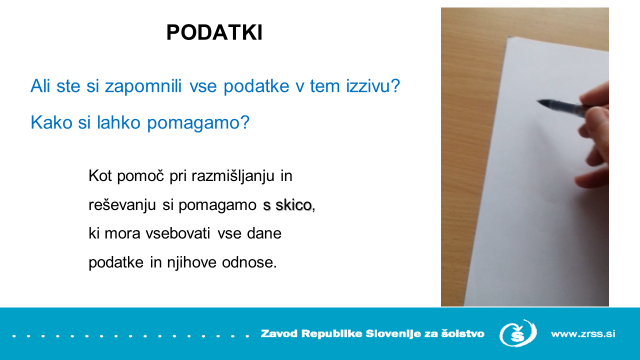 PODATKI
Ali ste si zapomnili vse podatke v tem izzivu?
Kako si lahko pomagamo?
Kot pomoč pri razmišljanju in
reševanju si pomagamo s skico,
ki mora vsebovati vse dane
podatke in njihove odnose.
Zavod Republike Slovenije za šolstvo
š
www.zrss.si